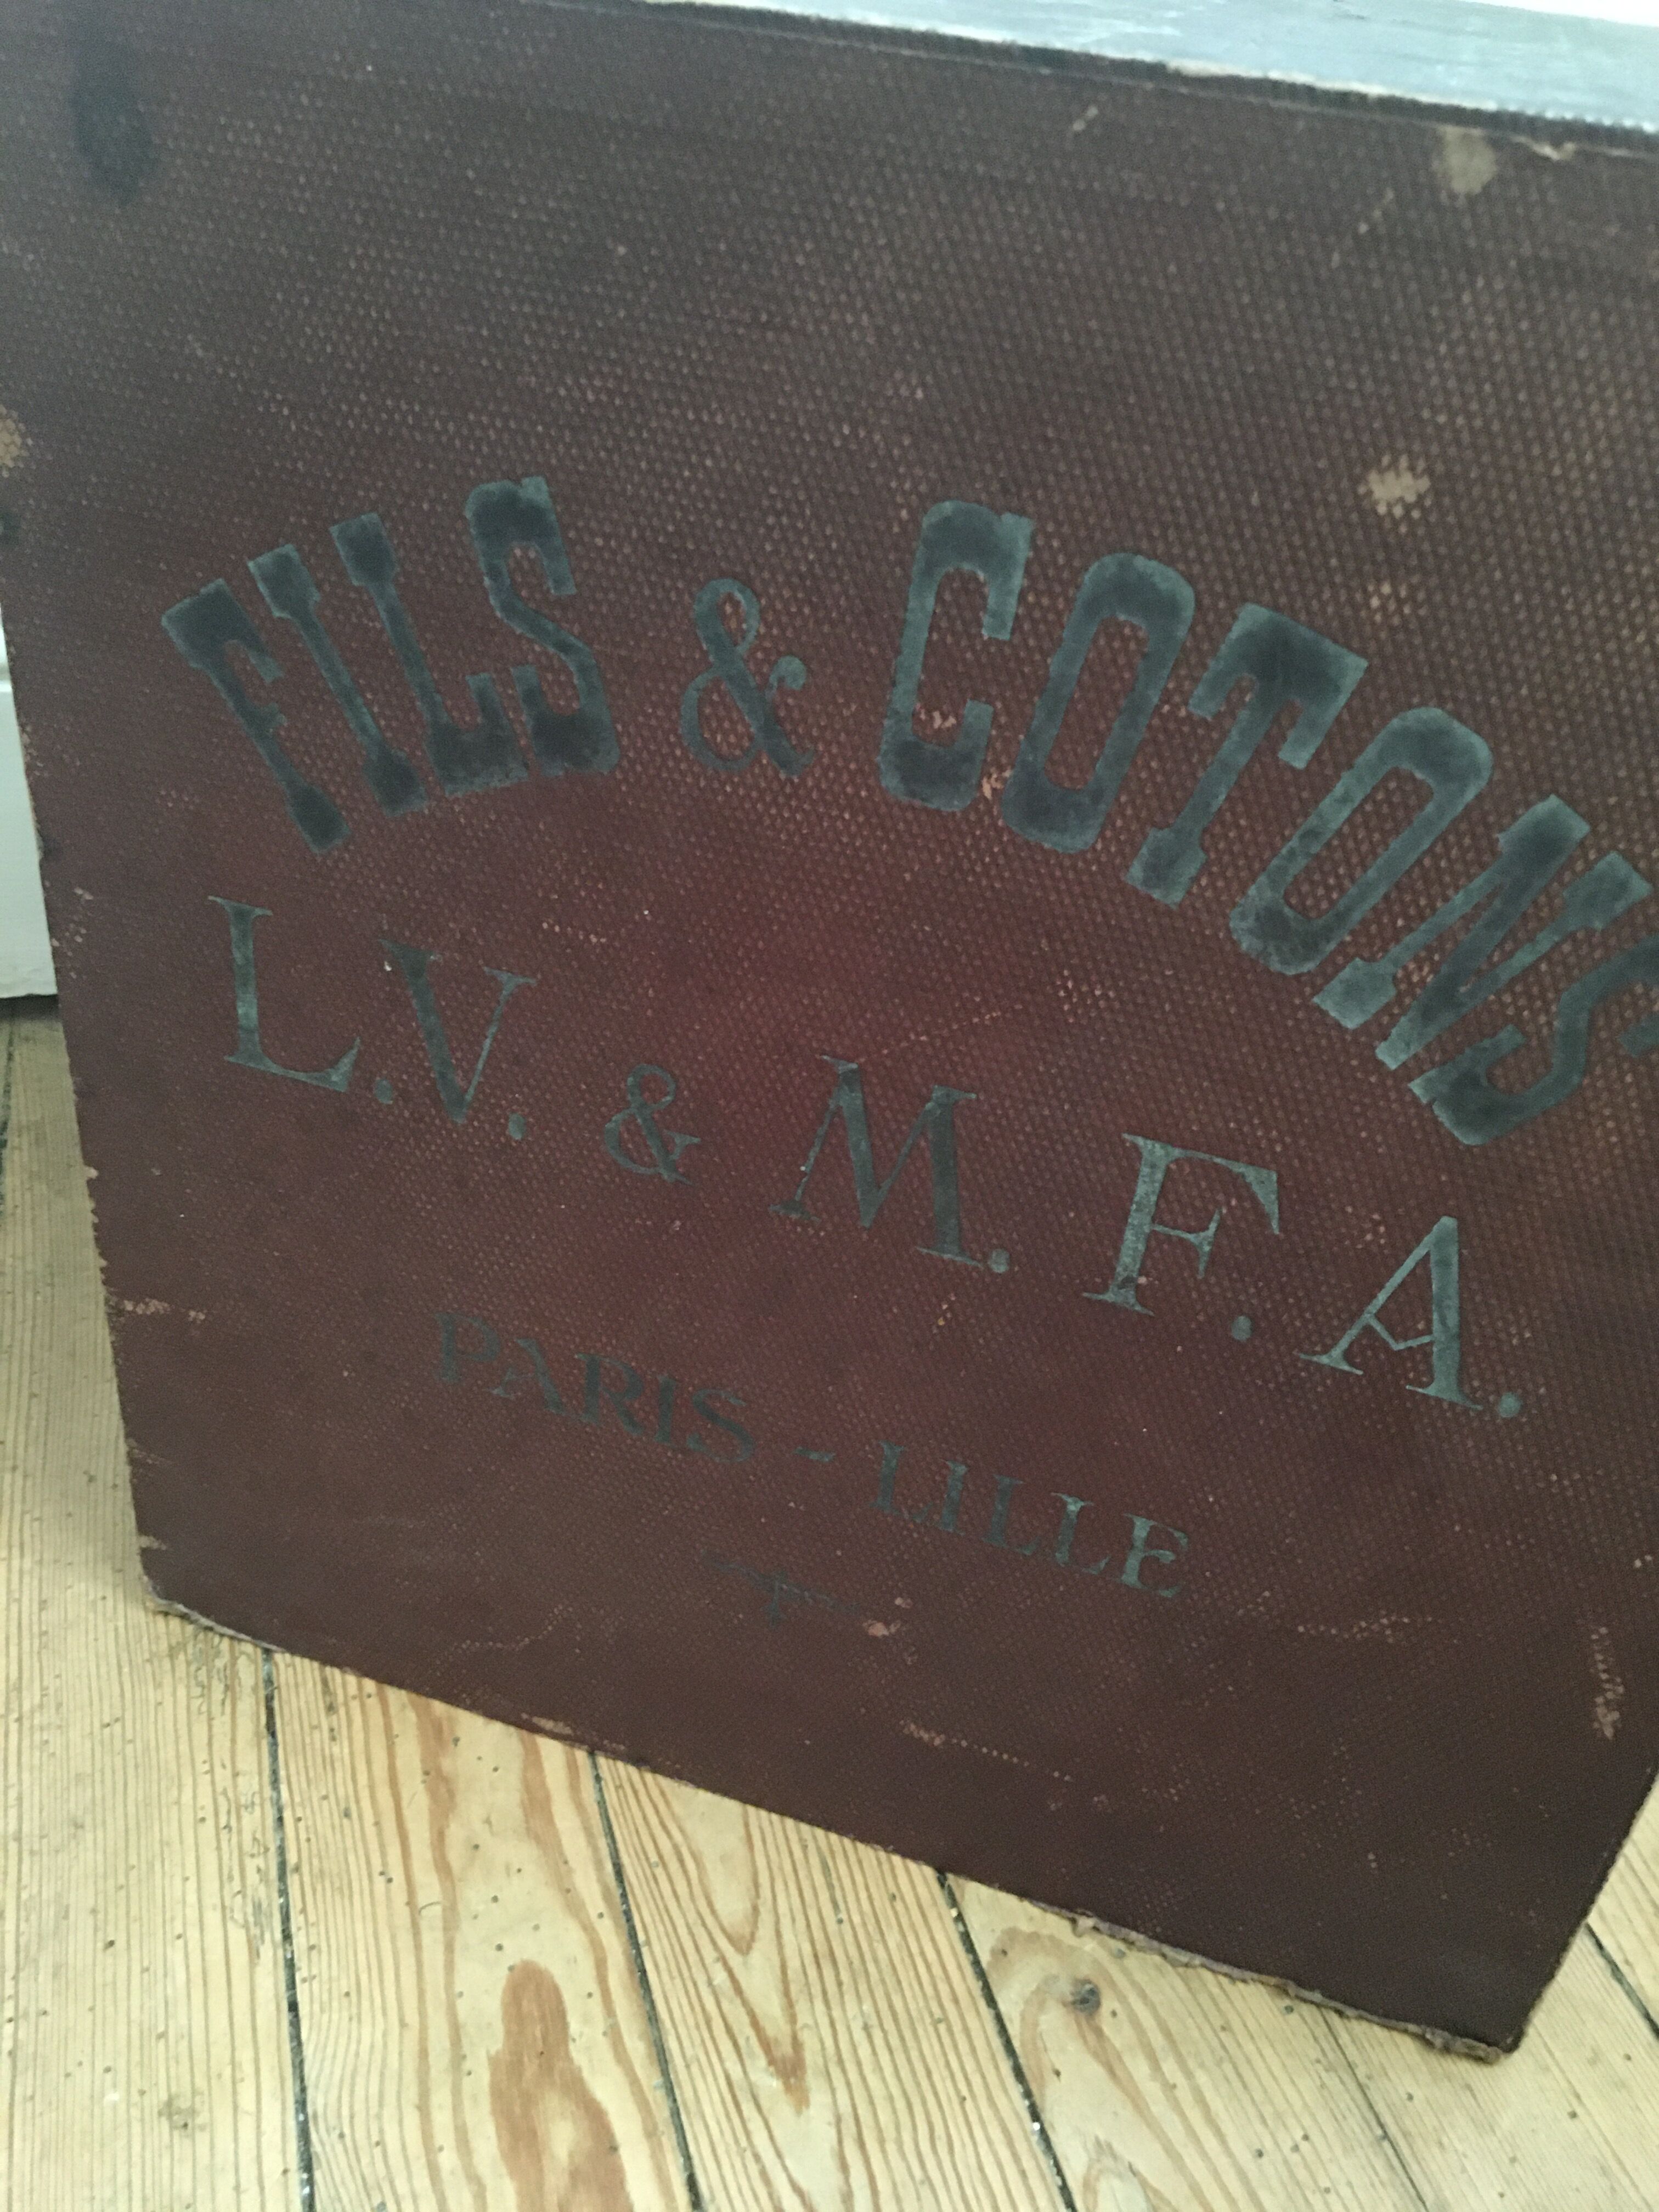 FILS & COTONS
L.V. & M. F. A.
PARIS - LILLE